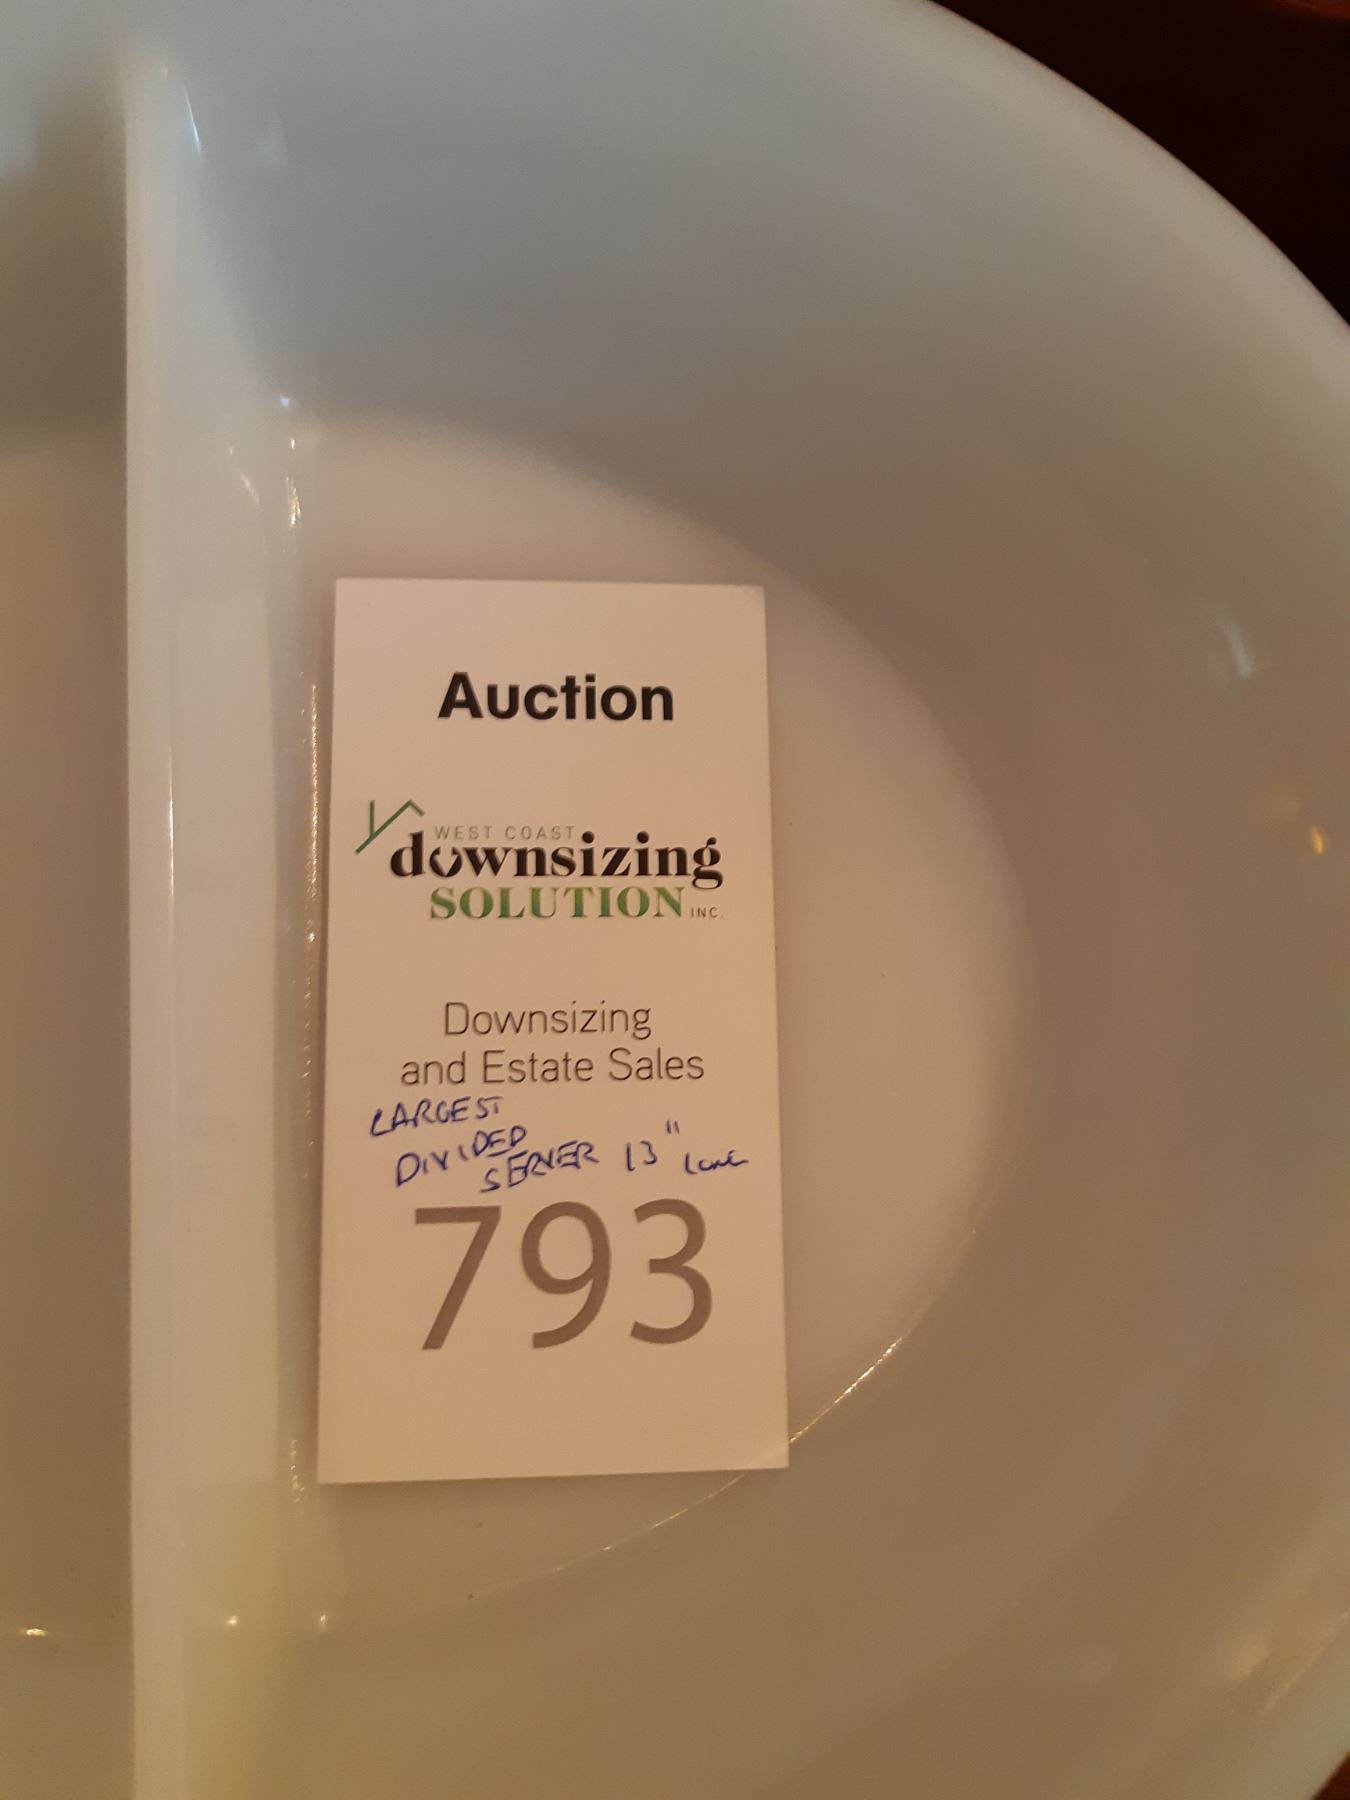 Auction
WEST COAST
downsizing
SOLUTION INC.
Downsizing
and Estate Sales
LARGEST
DIVIDED
SERVER 13" LONG
793